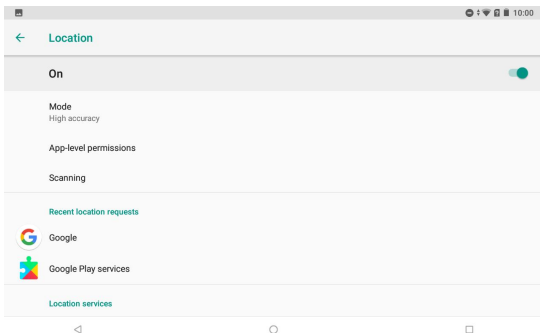 10:00
Location
On
Mode
High accuracy
App-level permissions
Scanning
Recent location requests
Google
Google Play services
Location services